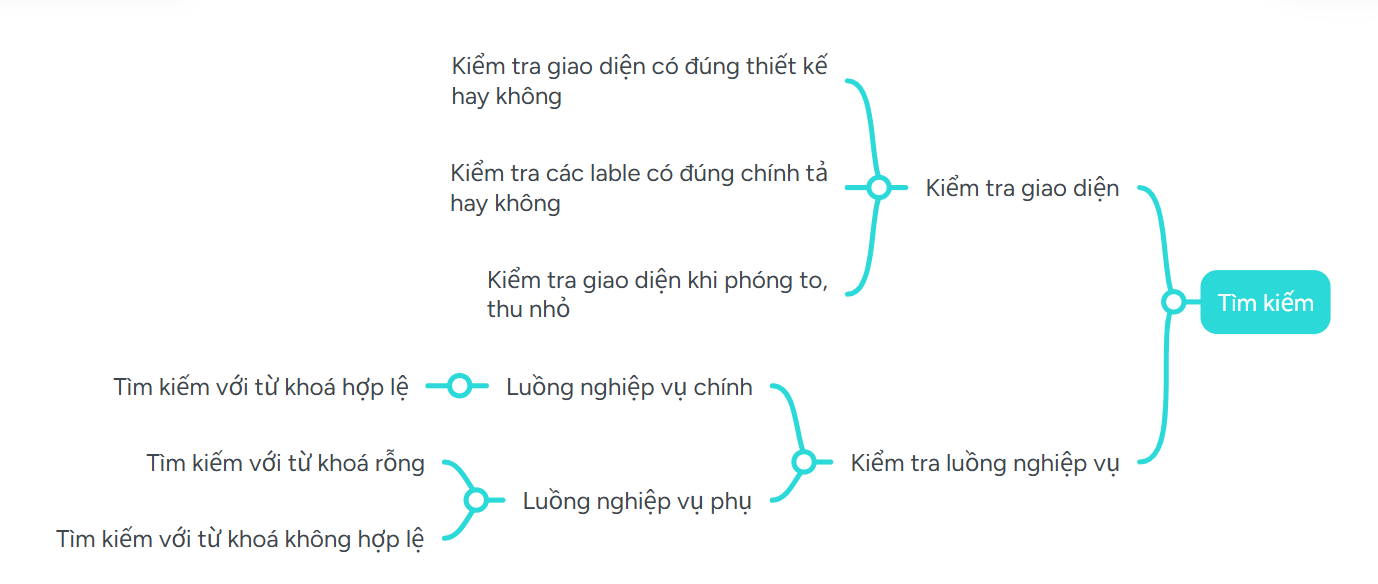 Kiểm tra giao diện có đúng thiết kế
hay không
Kiểm tra các lable có đúng chính tả
hay không
Kiểm tra giao diện
Kiểm tra giao diện khi phóng to,
thu nhỏ
Tìm kiếm
Tìm kiếm với từ khoá hợp lệ
Luồng nghiệp vụ chính
Tìm kiếm với từ khoá rỗng
Kiểm tra luồng nghiệp vụ
Luồng nghiệp vụ phụ
Tìm kiếm với từ khoá không hợp lệ